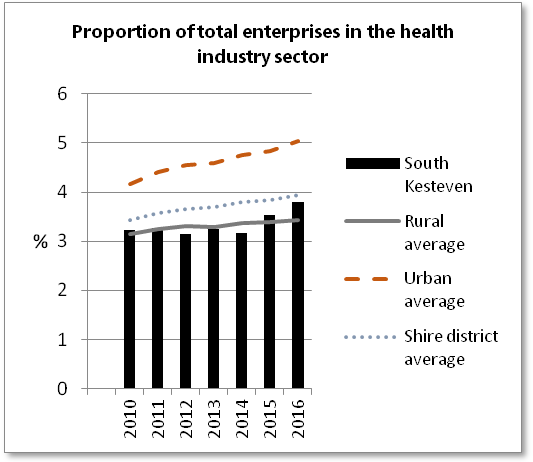 Proportion of total enterprises in the health
industry sector
6
5
4
3
2
1
0
%
2010
2011
2012
2013
2014
2015
2016
South
Kesteven
Rural
average
Urban
average
Shire district
average